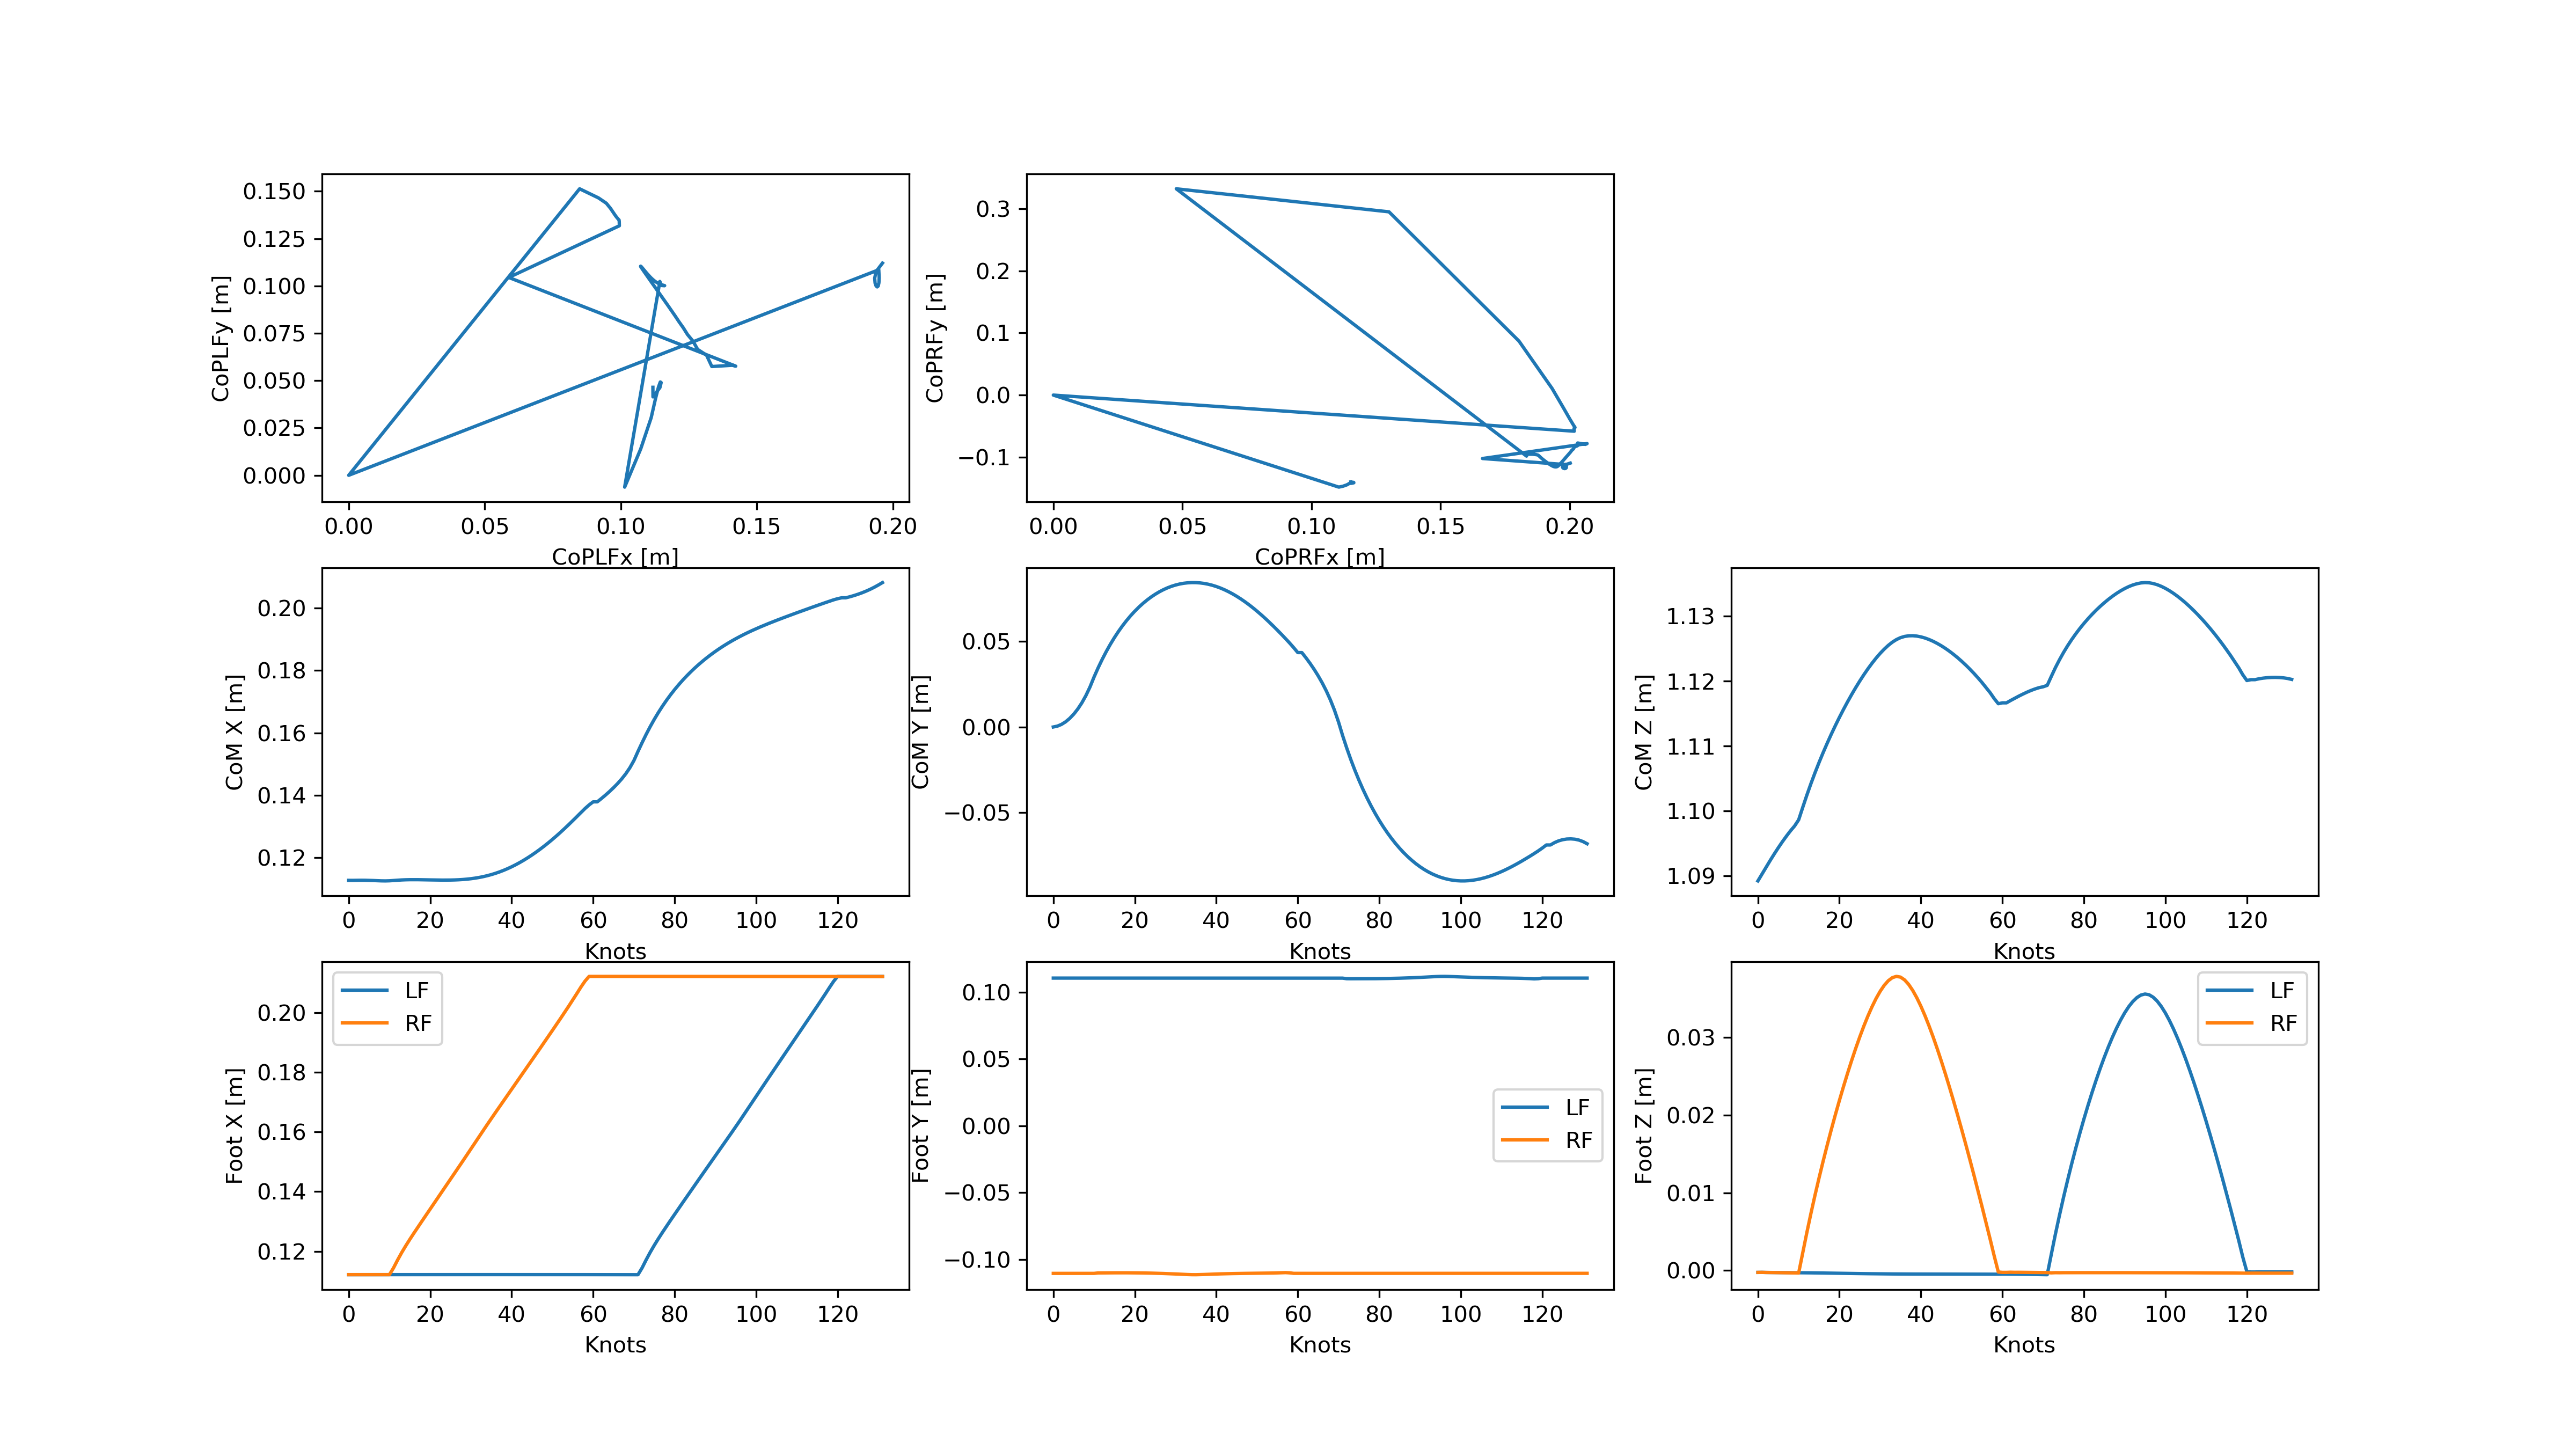 0.150
0.125
0.100
0.075
0.050
0.025
0.000
CoPLFy [m]
0.00 0.05 0.10 0.15 0.20
CoPLFx [m]
0.3
0.2
0.1
0.0
−0.1
CoPRFy [m]
0.00 0.05 0.10 0.15 0.20
CoPRFx [m]
0.20
0.18
0.16
0.14
0.12
CoM X [m]
0 20 40 60 80 100 120
Knots
0.05
0.00
−0.05
CoM Y [m]
0 20 40 60 80 100 120
Knots
1.13
1.12
1.11
1.10
1.09
CoM Z [m]
0 20 40 60 80 100 120
Knots
LF
RF
0.20
0.18
0.16
0.14
0.12
Foot X [m]
0 20 40 60 80 100 120
Knots
0.10
0.05
0.00
−0.05
−0.10
Foot Y [m]
LF
RF
0 20 40 60 80 100 120
Knots
LF
RF
0.03
0.02
0.01
0.00
Foot Z [m]
0 20 40 60 80 100 120
Knots